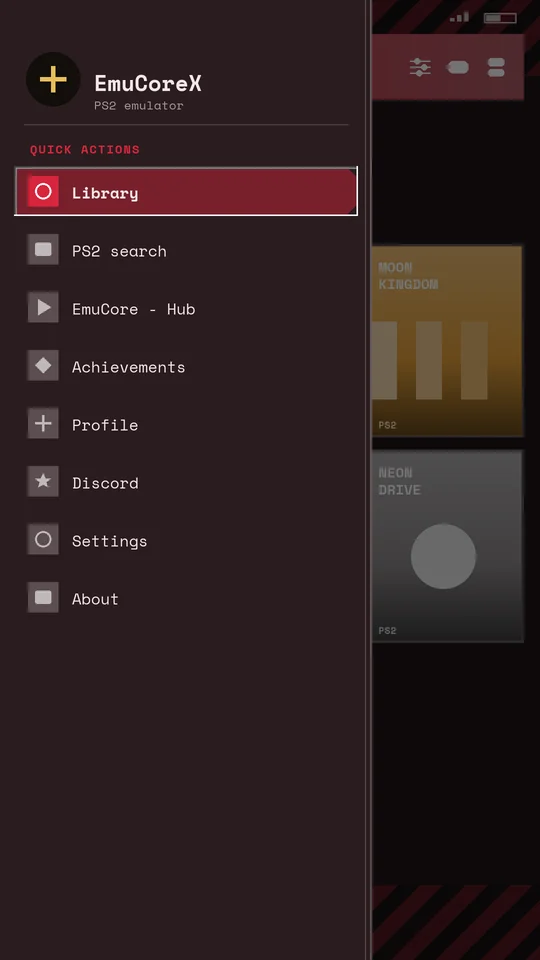 EmuCoreX
PS2 emulator
QUICK ACTIONS
Library
PS2 search
EmuCore - Hub
Achievements
Profile
Discord
Settings
About
MOON
KINGDOM
PS2
NEON
DRIVE
PS2